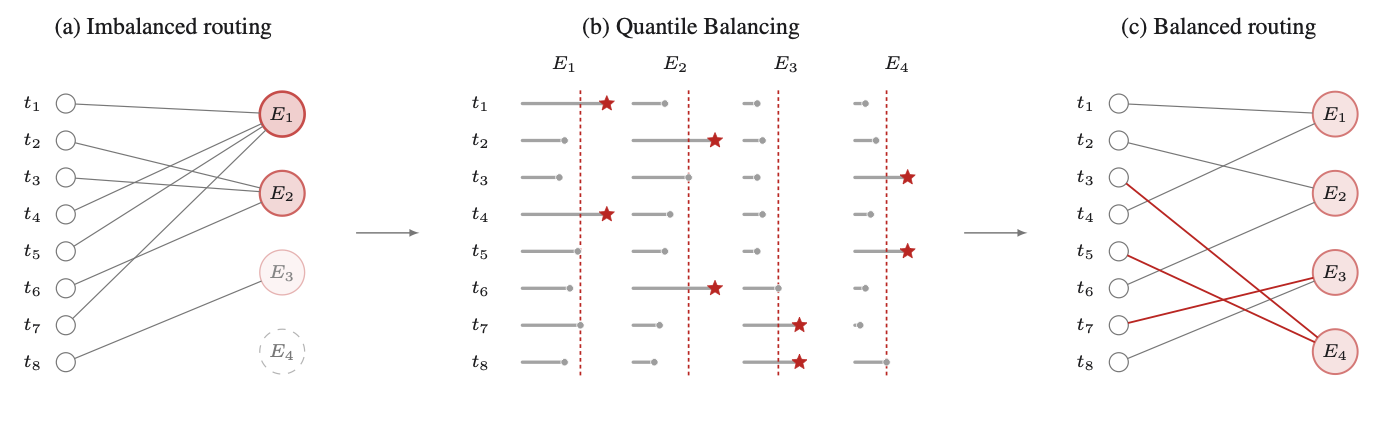 (a) Imbalanced routing
t₁
t₂
t₃
t₄
t₅
t₆
t₇
t₈
E₁
E₂
E₃
E₄
(b) Quantile Balancing
E₁ E₂ E₃ E₄
t₁
t₂
t₃
t₄
t₅
t₆
t₇
t₈
(c) Balanced routing
t₁
t₂
t₃
t₄
t₅
t₆
t₇
t₈
E₁
E₂
E₃
E₄